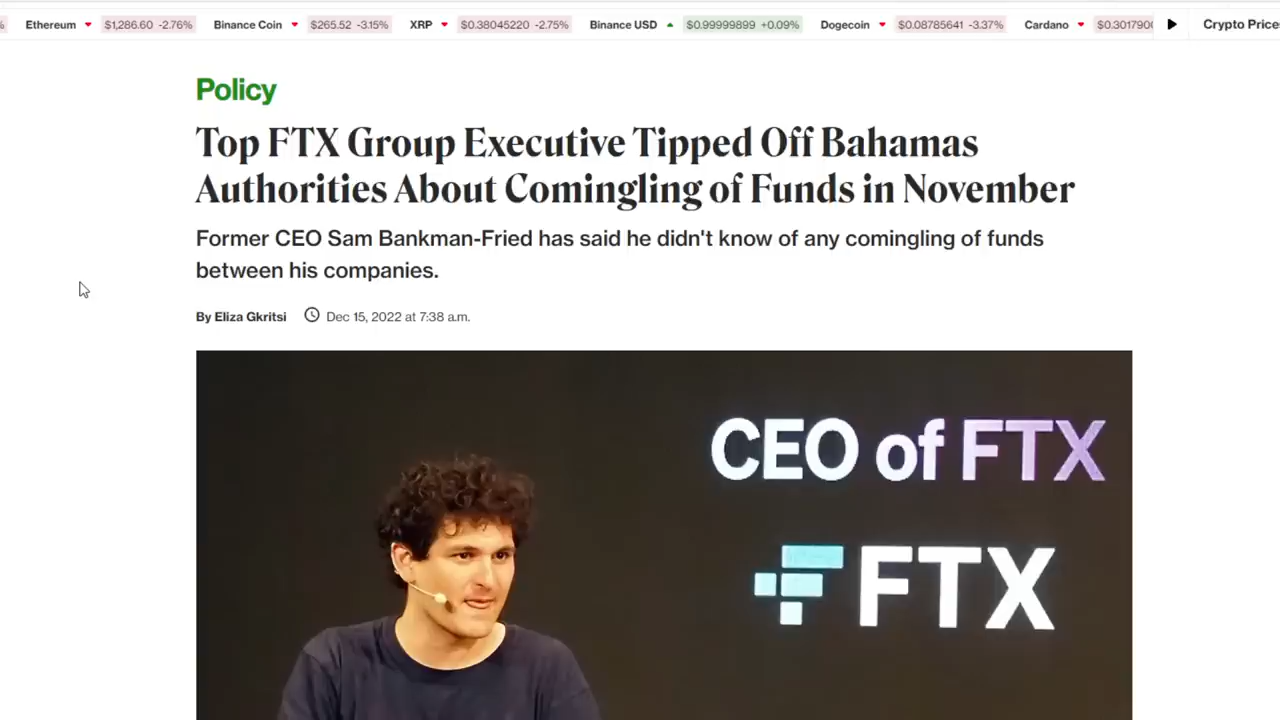 Ethereum $1,286.60 -2.76% Binance Coin $265.52 -3.15% XRP $0.38045220 -2.75% Binance USD $0.99999899 +0.09% Dogecoin $0.08785641 -3.37% Cardano Crypto
Policy
Top FTX Group Executive Tipped Off Bahamas
Authorities About Comingling of Funds in November
Former CEO Sam Bankman-Fried has said he didn't know of any comingling of funds
between his companies.
By Eliza Gkritsi Dec 15, 2022 at 7:38 a.m.
CEO of FTX
FTX